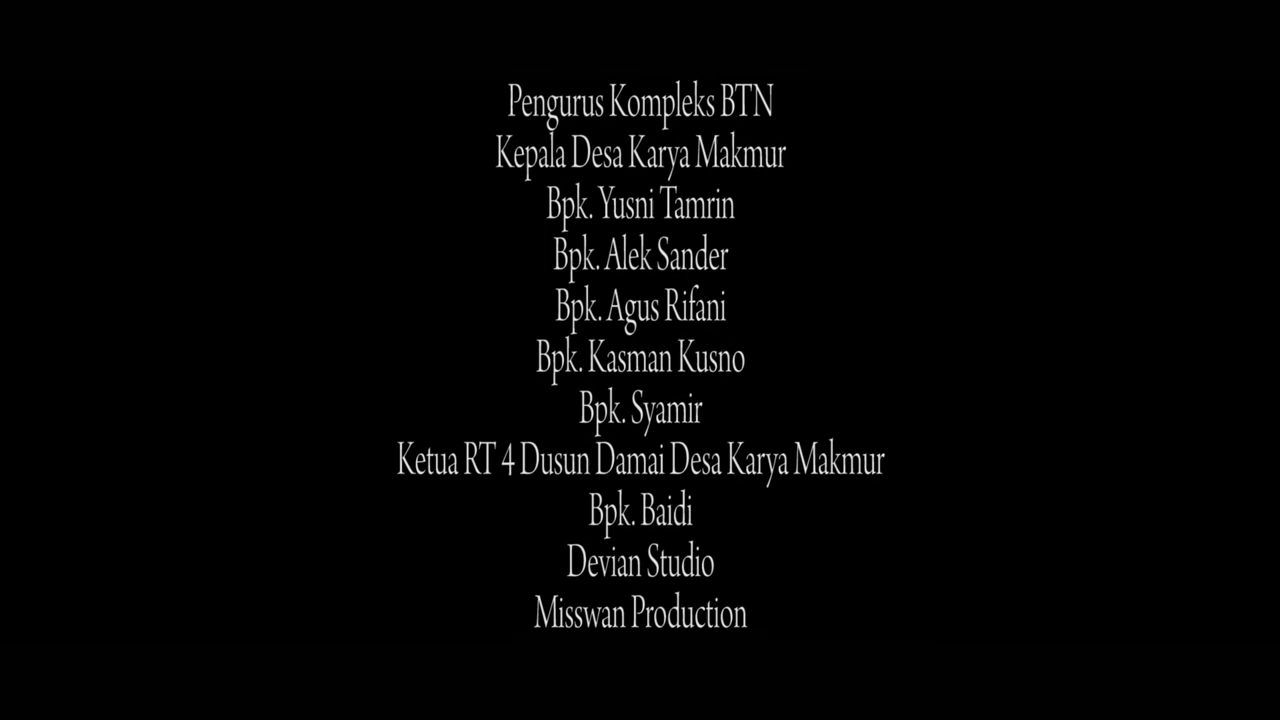 Pengurus Kompleks BTN
Kepala Desa Karya Makmur
Bpk. Yusni Tamrin
Bpk. Alek Sander
Bpk. Agus Rifani
Bpk. Kasman Kusno
Bpk. Syamir
Ketua RT 4 Dusun Damai Desa Karya Makmur
Bpk. Baidi
Devian Studio
Misswan Production